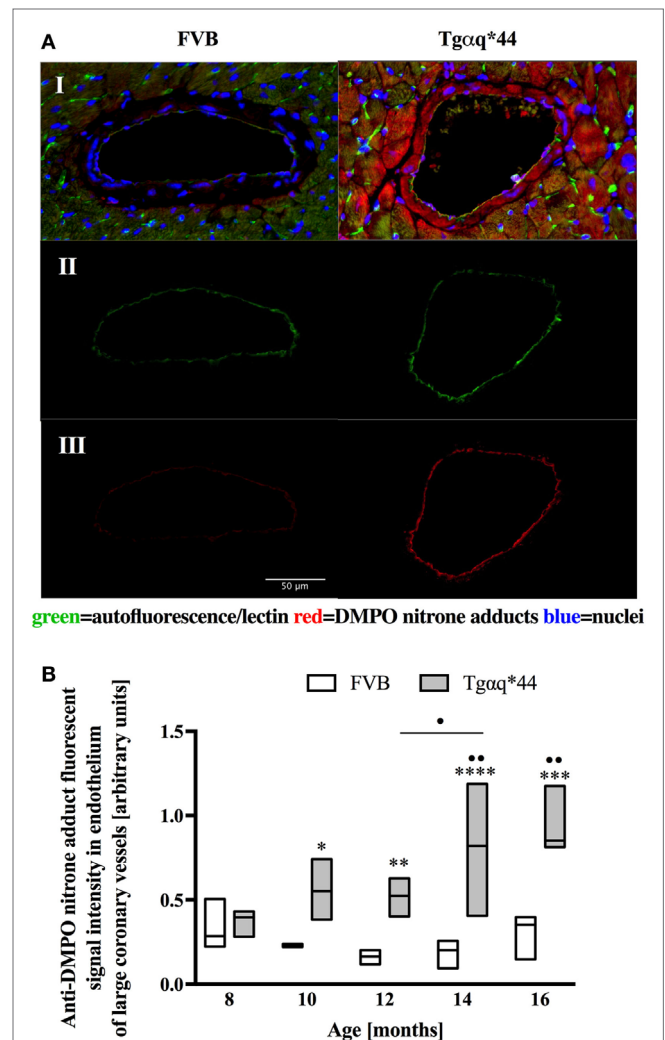 A
FVB
Tgαq*44
I
II
III
50 µm
green=autofluorescence/lectin red=DMPO nitrone adducts blue=nuclei
B
FVB
Tgαq*44
Anti-DMPO nitrone adduct fluorescent
signal intensity in endothelium
of large coronary vessels [arbitrary units]
1.5
1.0
0.5
0.0
•
••
****
••
***
*
**
8
10
12
14
16
Age [months]